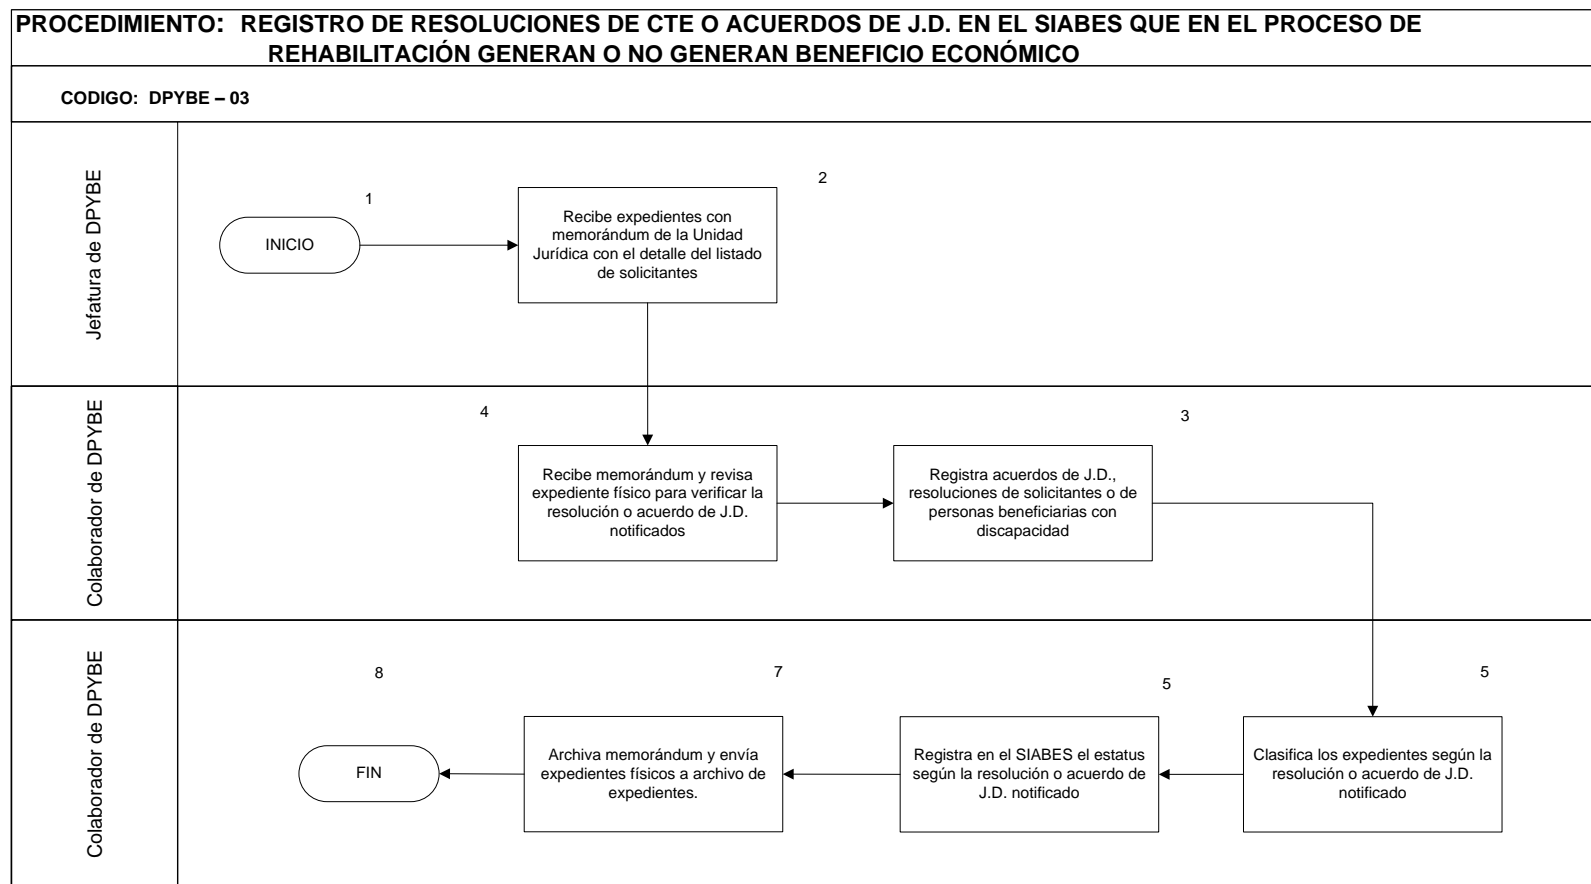 PROCEDIMIENTO: REGISTRO DE RESOLUCIONES DE CTE O ACUERDOS DE J.D. EN EL SIABES QUE EN EL PROCESO DE
REHABILITACIÓN GENERAN O NO GENERAN BENEFICIO ECONÓMICO
CODIGO: DPYBE – 03
Jefatura de DPYBE
1
INICIO
2
Recibe expedientes con
memorándum de la Unidad
Jurídica con el detalle del listado
de solicitantes
Colaborador de DPYBE
4
Recibe memorándum y revisa
expediente físico para verificar la
resolución o acuerdo de J.D.
notificados
3
Registra acuerdos de J.D.,
resoluciones de solicitantes o de
personas beneficiarias con
discapacidad
Colaborador de DPYBE
5
Clasifica los expedientes según la
resolución o acuerdo de J.D.
notificado
5
Registra en el SIABES el estatus
según la resolución o acuerdo de
J.D. notificado
7
Archiva memorándum y envía
expedientes físicos a archivo de
expedientes.
8
FIN